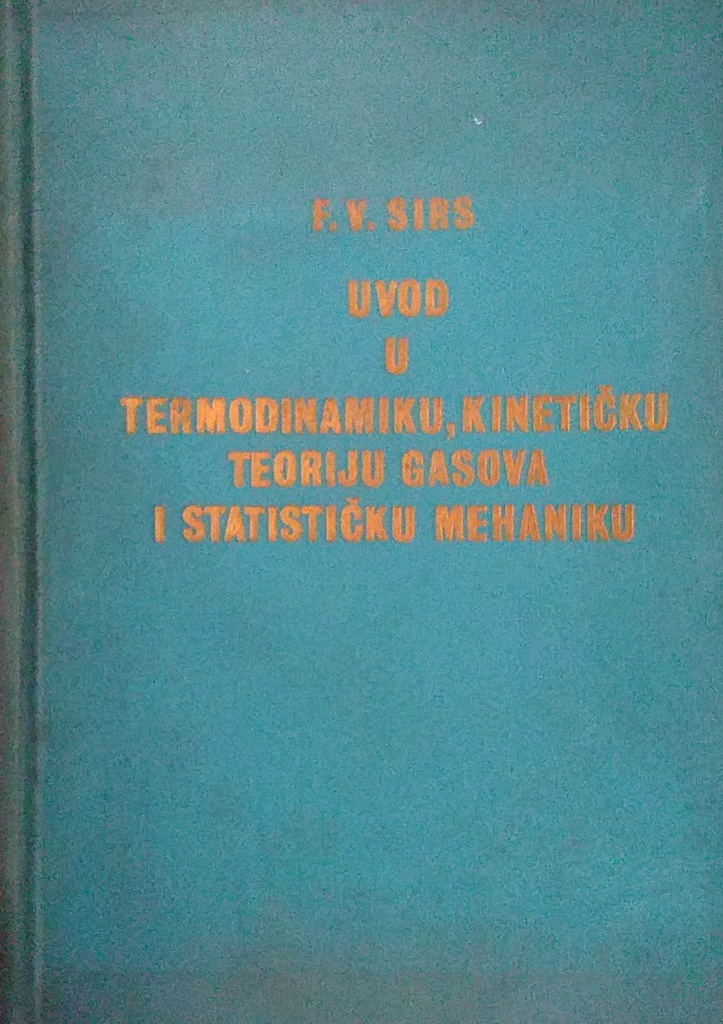 F. V. SIRS
UVOD
U
TERMODINAMIKU, KINETIČKU
TEORIJU GASOVA
I STATISTIČKU MEHANIKU